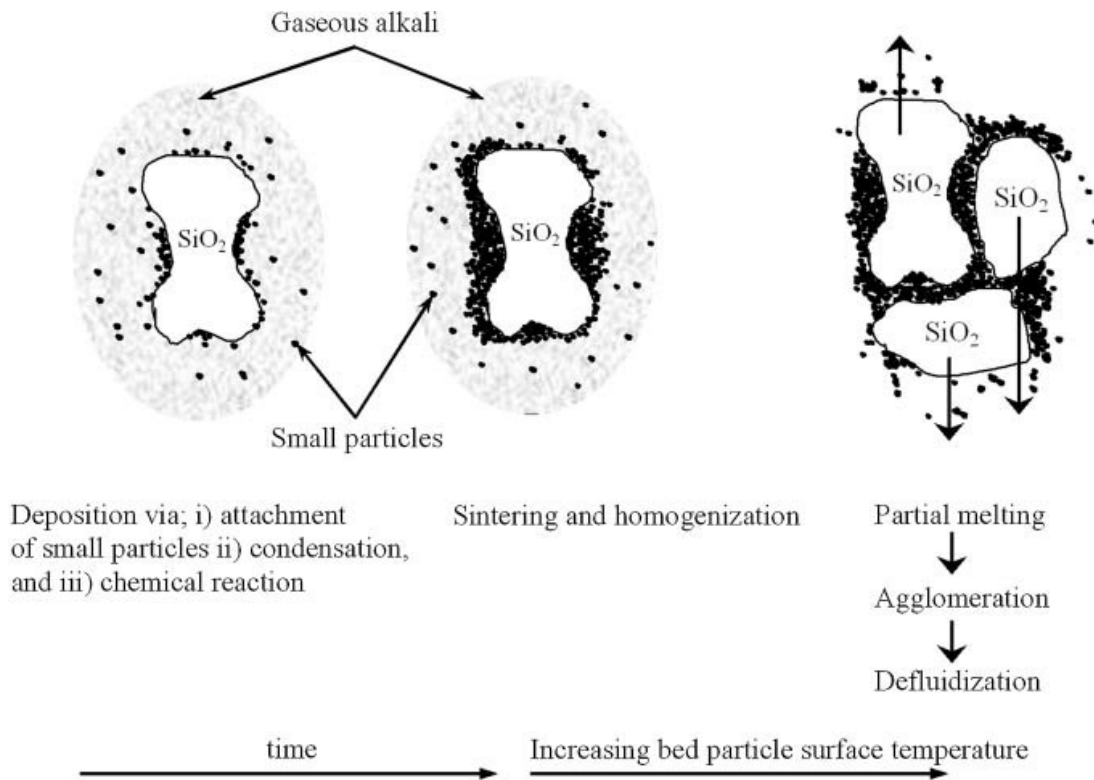 Gaseous alkali
SiO₂
SiO₂
SiO₂
SiO₂
SiO₂
Small particles
Deposition via; i) attachment
of small particles ii) condensation,
and iii) chemical reaction
Sintering and homogenization
Partial melting
Agglomeration
Defluidization
time
Increasing bed particle surface temperature